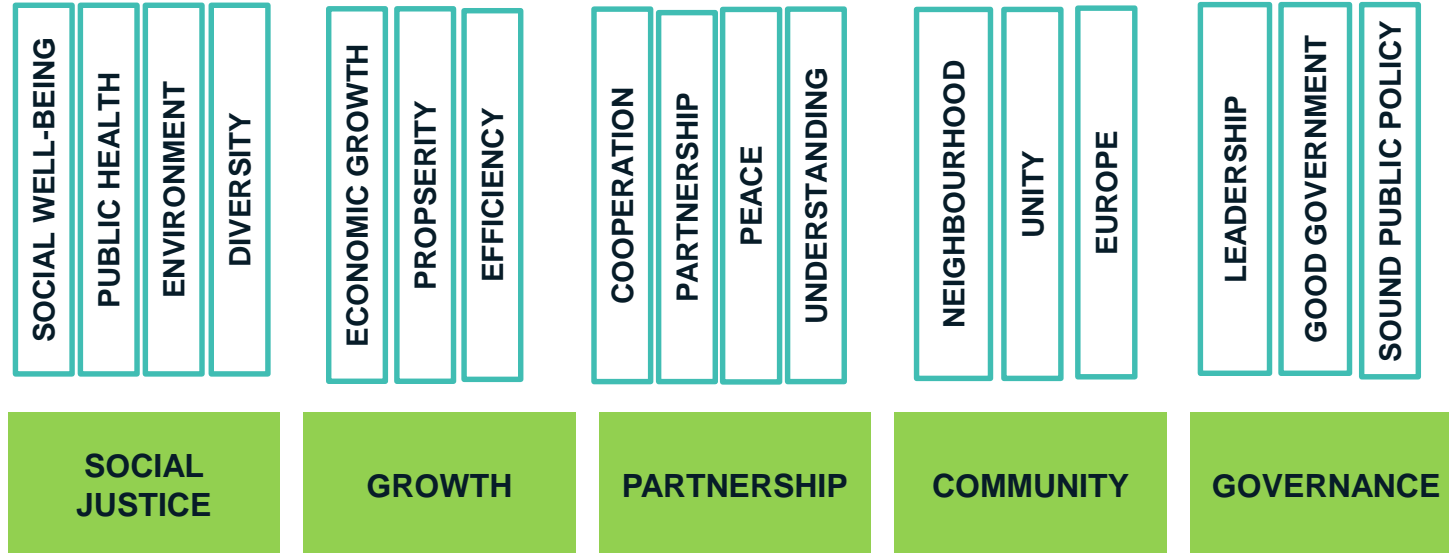 SOCIAL WELL-BEING
PUBLIC HEALTH
ENVIRONMENT
DIVERSITY
ECONOMIC GROWTH
PROPSERITY
EFFICIENCY
COOPERATION
PARTNERSHIP
PEACE
UNDERSTANDING
NEIGHBOURHOOD
UNITY
EUROPE
LEADERSHIP
GOOD GOVERNMENT
SOUND PUBLIC POLICY
SOCIAL
JUSTICE
GROWTH
PARTNERSHIP
COMMUNITY
GOVERNANCE